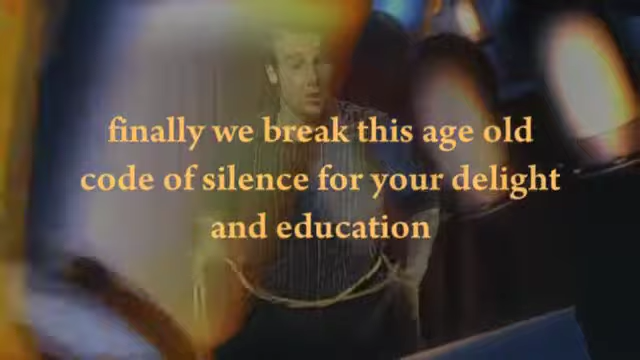 finally we break this age old
code of silence for your delight
and education